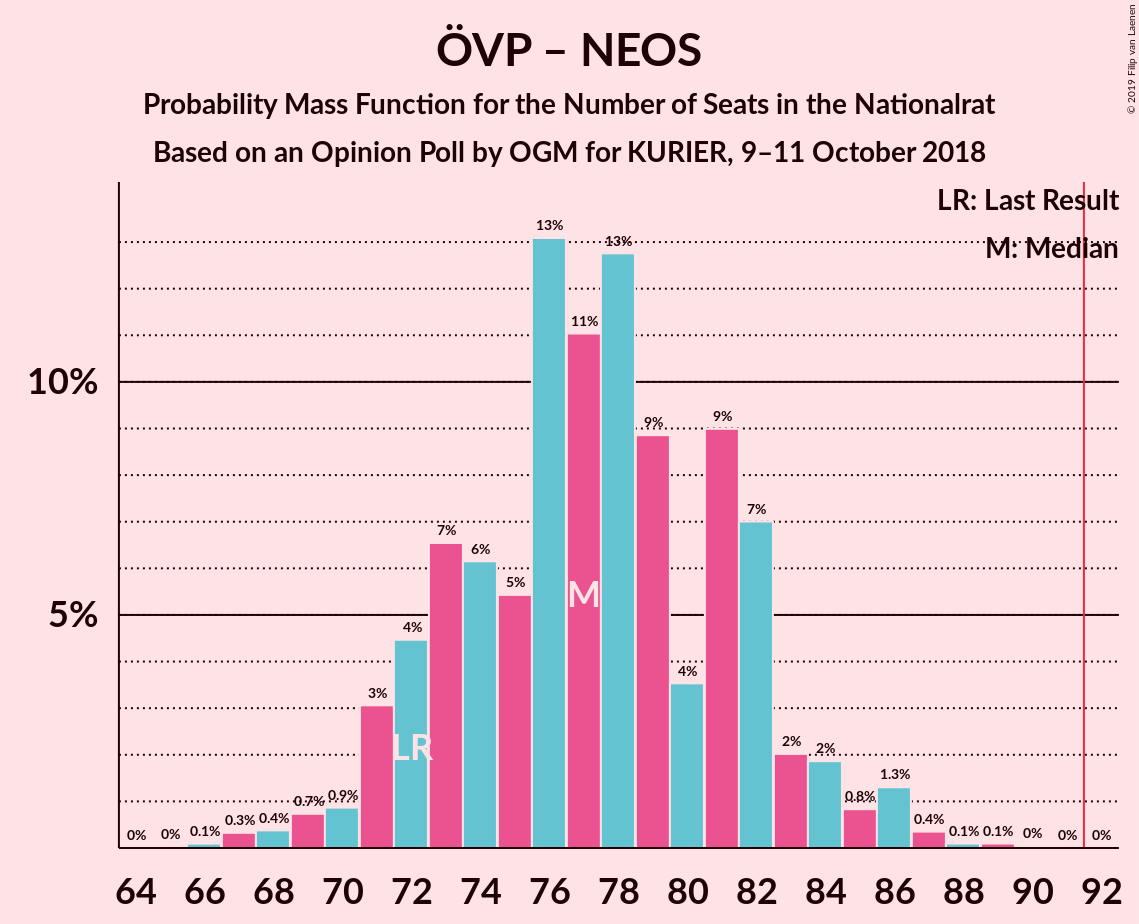 ÖVP – NEOS
Probability Mass Function for the Number of Seats in the Nationalrat
Based on an Opinion Poll by OGM for KURIER, 9–11 October 2018
© 2019 Filip van Laenen
LR: Last Result
M: Median
13% 13%
11%
10%
9% 9%
7% 7%
6%
5%
5%
4% 4%
3%
2% 2%
1.3%
0% 0% 0.1% 0.3% 0.4% 0.7% 0.9% 0.8% 0.4% 0.1% 0.1% 0% 0% 0%
M
LR
64 66 68 70 72 74 76 78 80 82 84 86 88 90 92